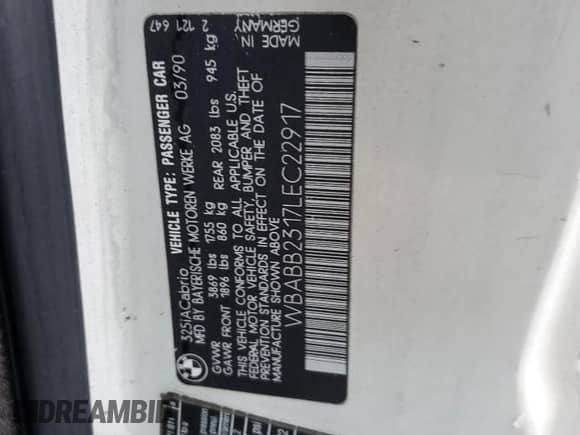 325iACabrio
VEHICLE TYPE: PASSENGER CAR
2 121 647
MFD BY BAYERISCHE MOTOREN WERKE AG 03/90
GVWR 3869 lbs 1755 kg
GAWR FRONT 1896 lbs 860 kg REAR 2083 lbs 945 kg
THIS VEHICLE CONFORMS TO ALL APPLICABLE U.S.
FEDERAL MOTOR VEHICLE SAFETY, BUMPER AND THEFT
PREVENTION STANDARDS IN EFFECT ON THE DATE OF
MANUFACTURE SHOWN ABOVE
MADE IN
GERMANY
WBABB2317LEC22917
psi
BIDREAMBID